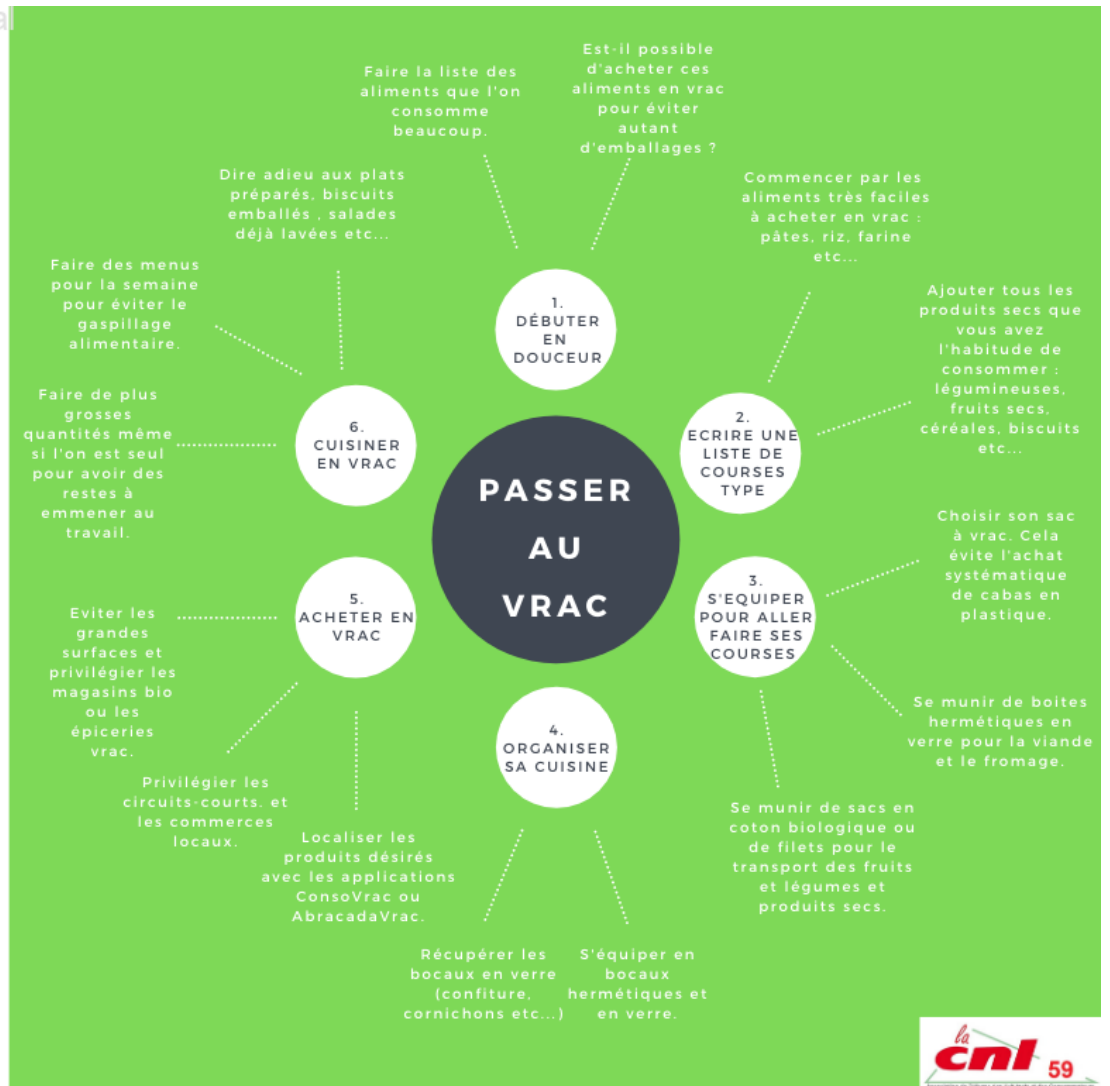 al
Faire la liste des
aliments que l'on
consomme
beaucoup.
Est-il possible
d'acheter ces
aliments en vrac
pour éviter
autant
d'emballages ?
Dire adieu aux plats
préparés, biscuits
emballés , salades
déjà lavées etc...
Commencer par les
aliments très faciles
à acheter en vrac :
pâtes, riz, farine
etc...
Faire des menus
pour la semaine
pour éviter le
gaspillage
alimentaire.
1.
DÉBUTER
EN
DOUCEUR
Ajouter tous les
produits secs que
vous avez
l'habitude de
consommer :
légumineuses,
fruits secs,
céréales, biscuits
etc...
Faire de plus
grosses
quantités même
si l'on est seul
pour avoir des
restes à
emmener au
travail.
6.
CUISINER
EN VRAC
2.
ECRIRE UNE
LISTE DE
COURSES
TYPE
PASSER
AU
VRAC
Choisir son sac
à vrac. Cela
évite l'achat
systématique
de cabas en
plastique.
5.
ACHETER EN
VRAC
3.
S'EQUIPER
POUR ALLER
FAIRE SES
COURSES
Eviter les
grandes
surfaces et
privilégier les
magasins bio
ou les
épiceries
vrac.
Se munir de boites
hermétiques en
verre pour la viande
et le fromage.
4.
ORGANISER
SA CUISINE
Privilégier les
circuits-courts. et
les commerces
locaux.
Localiser les
produits désirés
avec les applications
ConsoVrac ou
AbracadaVrac.
Se munir de sacs en
coton biologique ou
de filets pour le
transport des fruits
et légumes et
produits secs.
Récupérer les
bocaux en verre
(confiture,
cornichons etc...)
S'équiper en
bocaux
hermétiques et
en verre.
la
cnl 59